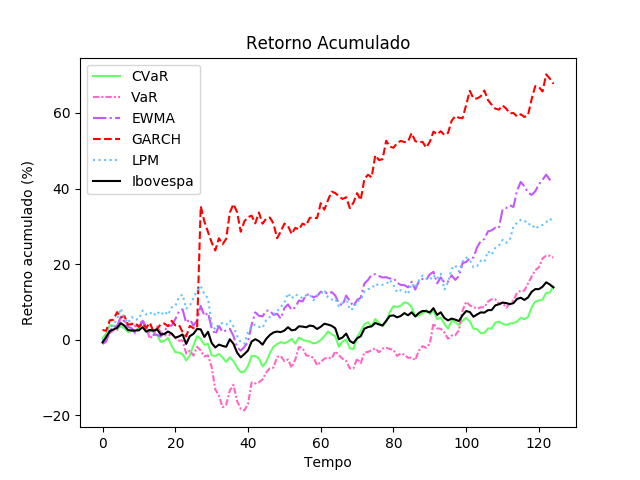 Retorno Acumulado
CVaR
VaR
EWMA
GARCH
LPM
Ibovespa
Retorno acumulado (%)
60
40
20
0
−20
0 20 40 60 80 100 120
Tempo